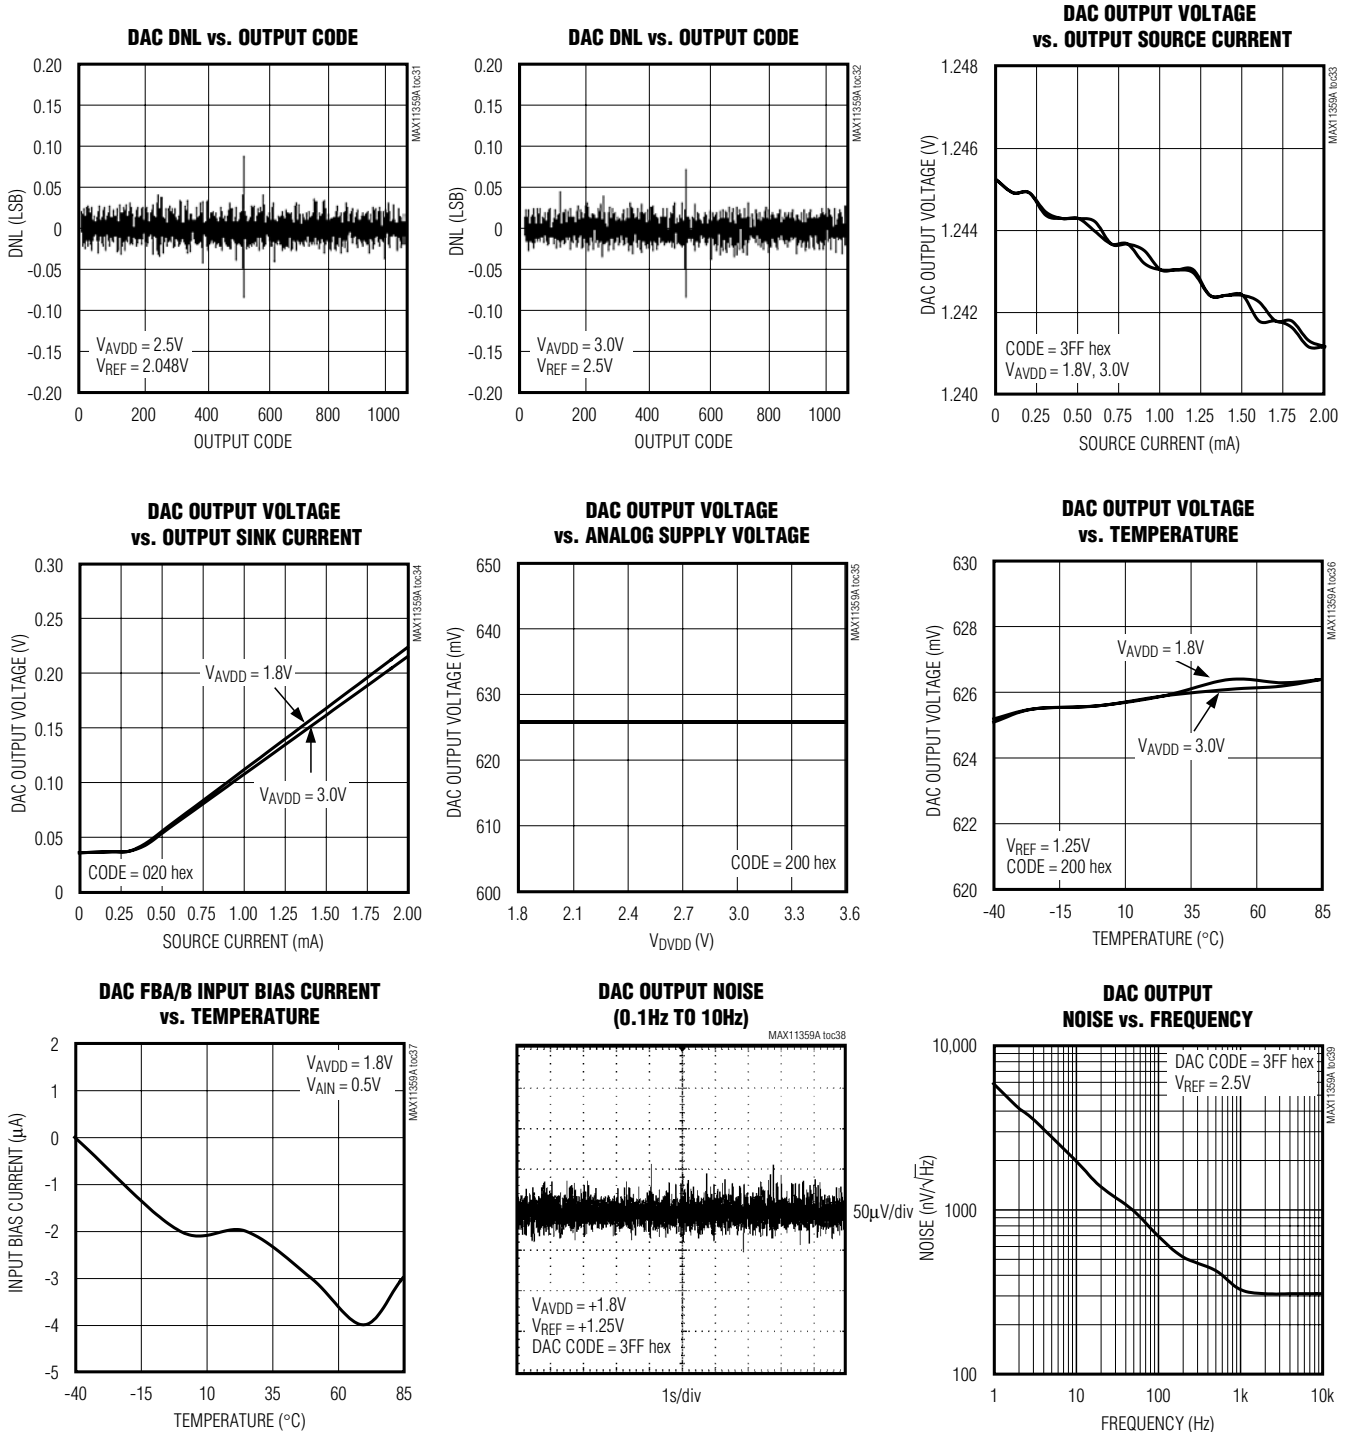 DAC DNL vs. OUTPUT CODE
MAX11359A toc31
DNL (LSB)
0.20
0.15
0.10
0.05
0
-0.05
-0.10
-0.15
-0.20
VAVDD = 2.5V
VREF = 2.048V
0 200 400 600 800 1000
OUTPUT CODE
DAC DNL vs. OUTPUT CODE
MAX11359A toc32
DNL (LSB)
0.20
0.15
0.10
0.05
0
-0.05
-0.10
-0.15
-0.20
VAVDD = 3.0V
VREF = 2.5V
0 200 400 600 800 1000
OUTPUT CODE
DAC OUTPUT VOLTAGE
vs. OUTPUT SOURCE CURRENT
MAX11359A toc33
DAC OUTPUT VOLTAGE (V)
1.248
1.246
1.244
1.242
1.240
CODE = 3FF hex
VAVDD = 1.8V, 3.0V
0 0.25 0.50 0.75 1.00 1.25 1.50 1.75 2.00
SOURCE CURRENT (mA)
DAC OUTPUT VOLTAGE
vs. OUTPUT SINK CURRENT
MAX11359A toc34
DAC OUTPUT VOLTAGE (V)
0.30
0.25
0.20
0.15
0.10
0.05
0
VAVDD = 1.8V
VAVDD = 3.0V
CODE = 020 hex
0 0.25 0.50 0.75 1.00 1.25 1.50 1.75 2.00
SOURCE CURRENT (mA)
DAC OUTPUT VOLTAGE
vs. ANALOG SUPPLY VOLTAGE
MAX11359A toc35
DAC OUTPUT VOLTAGE (mV)
650
640
630
620
610
600
CODE = 200 hex
1.8 2.1 2.4 2.7 3.0 3.3 3.6
VDVDD (V)
DAC OUTPUT VOLTAGE
vs. TEMPERATURE
MAX11359A toc36
DAC OUTPUT VOLTAGE (mV)
630
628
626
624
622
620
VAVDD = 1.8V
VAVDD = 3.0V
VREF = 1.25V
CODE = 200 hex
-40 -15 10 35 60 85
TEMPERATURE (°C)
DAC FBA/B INPUT BIAS CURRENT
vs. TEMPERATURE
MAX11359A toc37
INPUT BIAS CURRENT (µA)
2
1
0
-1
-2
-3
-4
-5
VAVDD = 1.8V
VAIN = 0.5V
-40 -15 10 35 60 85
TEMPERATURE (°C)
DAC OUTPUT NOISE
(0.1Hz TO 10Hz)
MAX11359A toc38
50µV/div
VAVDD = +1.8V
VREF = +1.25V
DAC CODE = 3FF hex
1s/div
DAC OUTPUT
NOISE vs. FREQUENCY
MAX11359A toc39
NOISE (nV/√Hz)
10,000
1000
100
DAC CODE = 3FF hex
VREF = 2.5V
1 10 100 1k 10k
FREQUENCY (Hz)